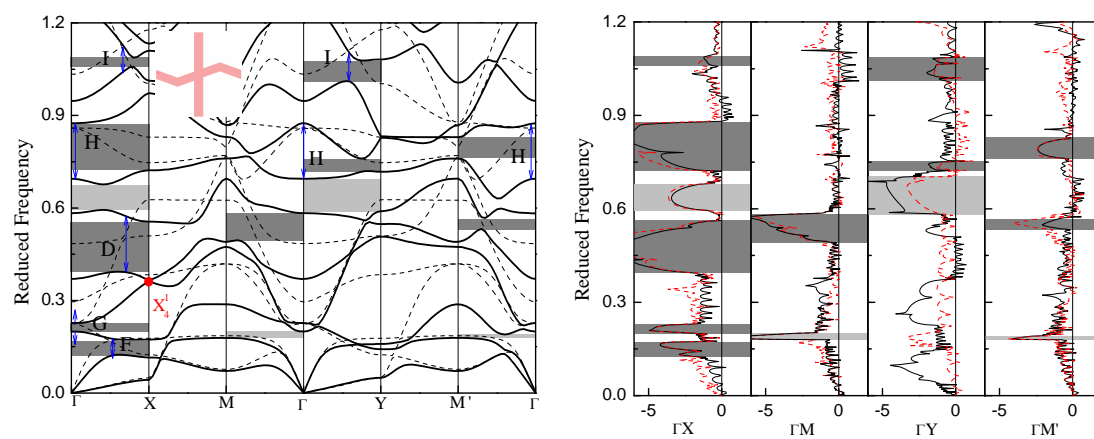 1.2
0.9
0.6
0.3
0.0
Reduced Frequency
I
H
D
G
F
X₄¹
I
H
H
Γ
X
M
Γ
Y
M'
Γ
1.2
0.9
0.6
0.3
0.0
Reduced Frequency
-5 0 -5 0 -5 0 -5 0
ΓX ΓM ΓY ΓM'